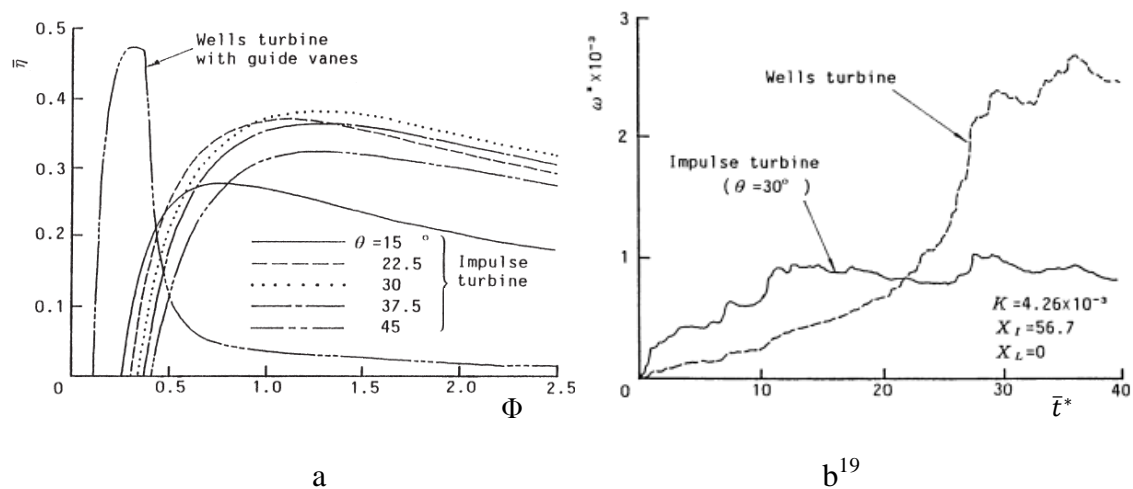 0.5
η̄
0.4
0.3
0.2
0.1
0
0.5
1.0
1.5
2.0
2.5
Φ
Wells turbine
with guide vanes
θ =15 °
22.5
30
37.5
45
Impulse
turbine
a
3
ω* ×10⁻³
2
1
0
10
20
30
40
t̄*
Wells turbine
Impulse turbine
( θ =30° )
K =4.26×10⁻³
X_I =56.7
X_L =0
b¹⁹